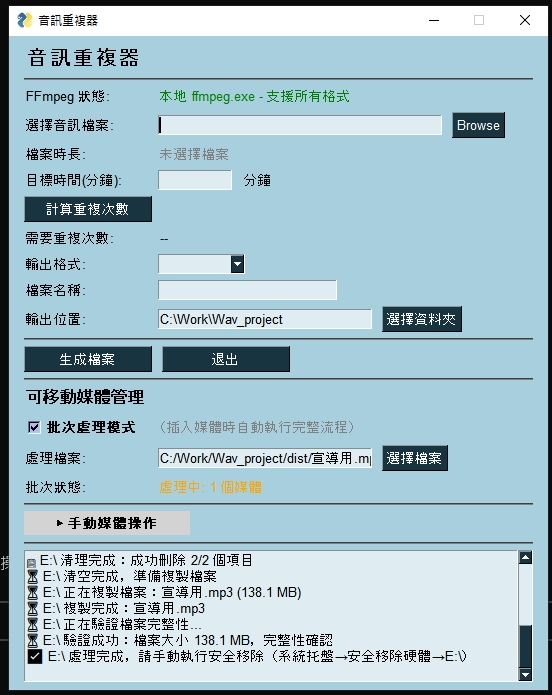 音訊重複器
音訊重複器
FFmpeg 狀態: 本地 ffmpeg.exe - 支援所有格式
選擇音訊檔案: Browse
檔案時長: 未選擇檔案
目標時間(分鐘): 分鐘
計算重複次數
需要重複次數: --
輸出格式:
檔案名稱:
輸出位置: C:\Work\Wav_project 選擇資料夾
生成檔案 退出
可移動媒體管理
批次處理模式 (插入媒體時自動執行完整流程)
處理檔案: C:/Work/Wav_project/dist/宣導用.mp 選擇檔案
批次狀態: 處理中: 1 個媒體
▸ 手動媒體操作
E:\ 清理完成：成功刪除 2/2 個項目
E:\ 清空完成，準備複製檔案
E:\ 正在複製檔案：宣導用.mp3 (138.1 MB)
E:\ 複製完成：宣導用.mp3
E:\ 正在驗證檔案完整性...
E:\ 驗證成功：檔案大小 138.1 MB，完整性確認
E:\ 處理完成，請手動執行安全移除（系統托盤→安全移除硬體→E:\）